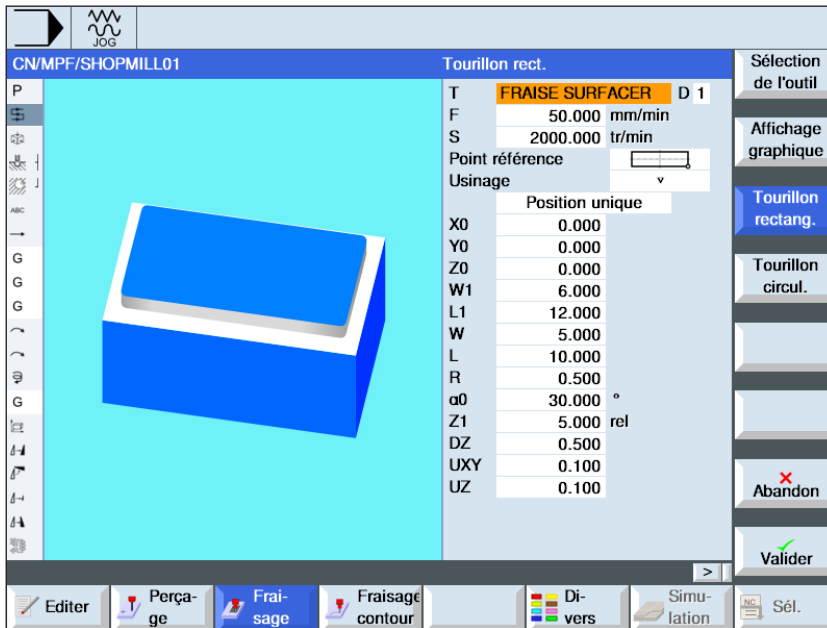 JOG
CN/MPF/SHOPMILL01
Tourillon rect.
P
ABC
G
G
G
G
T FRAISE SURFACER D 1
F 50.000 mm/min
S 2000.000 tr/min
Point référence
Usinage ▿
Position unique
X0 0.000
Y0 0.000
Z0 0.000
W1 6.000
L1 12.000
W 5.000
L 10.000
R 0.500
α0 30.000 °
Z1 5.000 rel
DZ 0.500
UXY 0.100
UZ 0.100
>
Sélection
de l'outil
Affichage
graphique
Tourillon
rectang.
Tourillon
circul.
Abandon
Valider
Editer
Perça-
ge
Frai-
sage
Fraisage
contour
Di-
vers
Simu-
lation
NC
Sél.